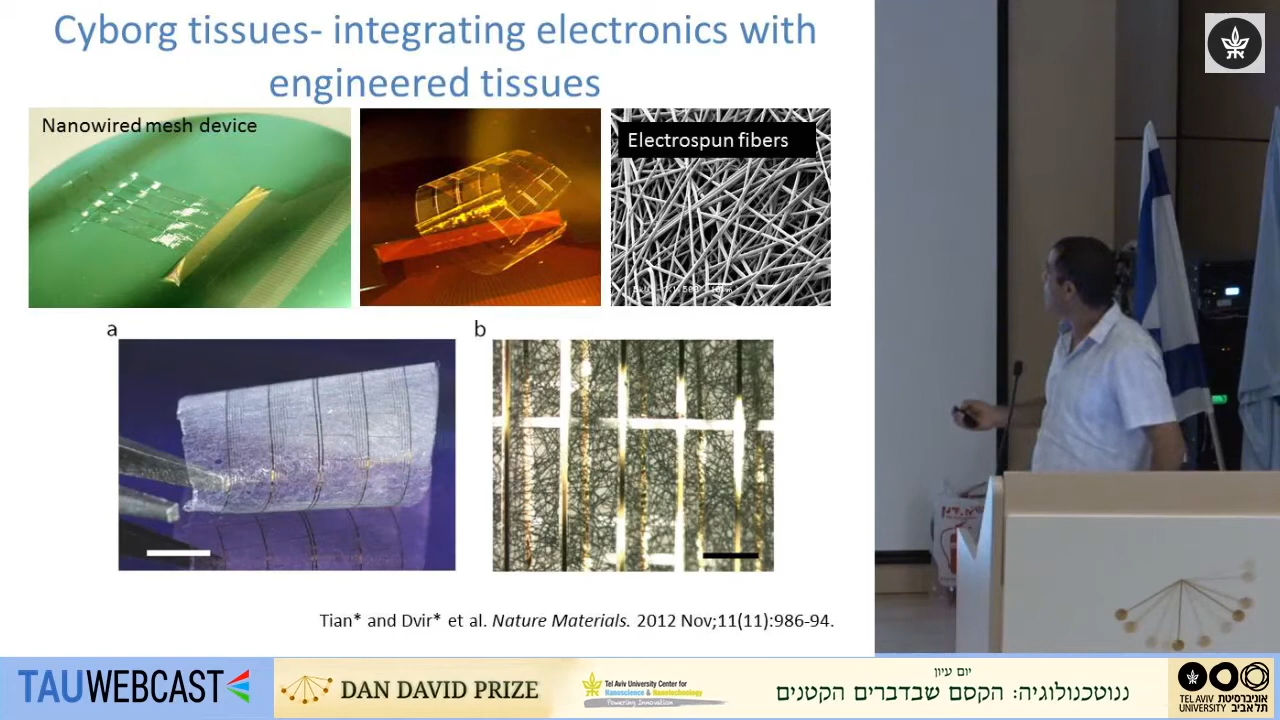 Cyborg tissues- integrating electronics with
engineered tissues
Nanowired mesh device
Electrospun fibers
a
b
Tian* and Dvir* et al. Nature Materials. 2012 Nov;11(11):986-94.
TAUWEBCAST
DAN DAVID PRIZE
Tel Aviv University Center for
Nanoscience & Nanotechnology
Powering Innovation
יום עיון
ננוטכנולוגיה: הקסם שבדברים הקטנים
TEL AVIV אוניברסיטת
UNIVERSITY תל אביב